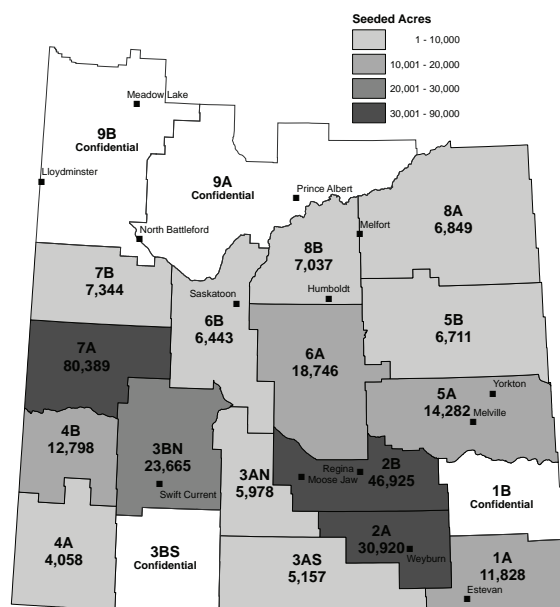 Seeded Acres
1 - 10,000
10,001 - 20,000
20,001 - 30,000
30,001 - 90,000
Meadow Lake
9B
Confidential
Lloydminster
9A
Confidential
Prince Albert
North Battleford
Melfort
8A
6,849
8B
7,037
7B
7,344
Saskatoon
Humboldt
6B
6,443
5B
6,711
7A
80,389
6A
18,746
5A
14,282
Yorkton
Melville
4B
12,798
3BN
23,665
Swift Current
3AN
5,978
Regina
Moose Jaw
2B
46,925
1B
Confidential
4A
4,058
3BS
Confidential
2A
30,920
Weyburn
3AS
5,157
1A
11,828
Estevan